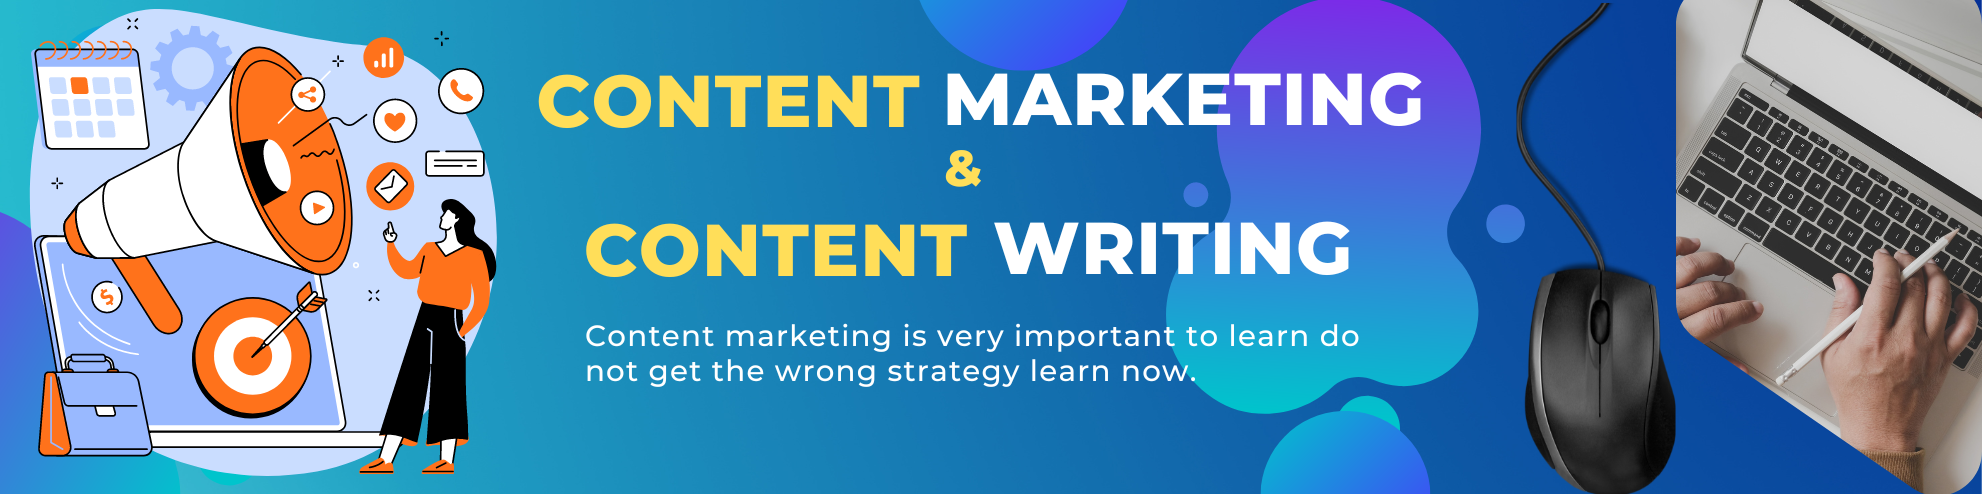 CONTENT MARKETING
&
CONTENT WRITING
Content marketing is very important to learn do
not get the wrong strategy learn now.